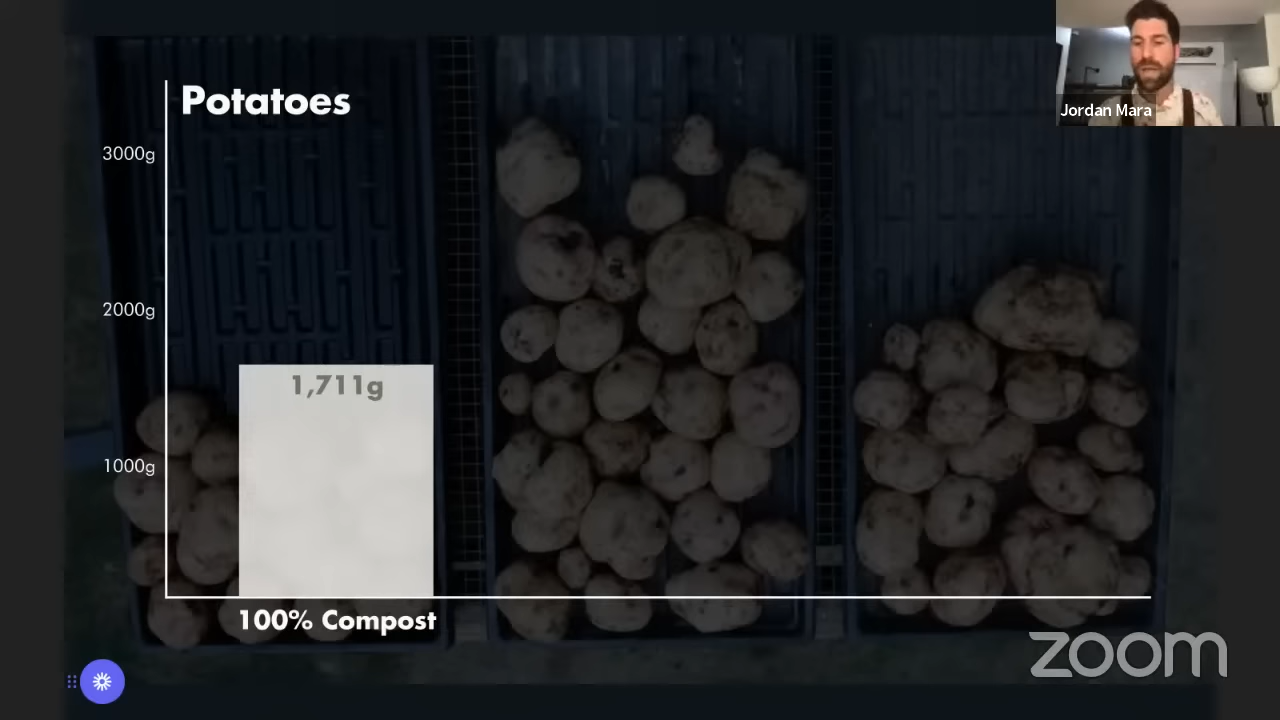 Potatoes
Jordan Mara
3000g
2000g
1,711g
1000g
100% Compost
zoom